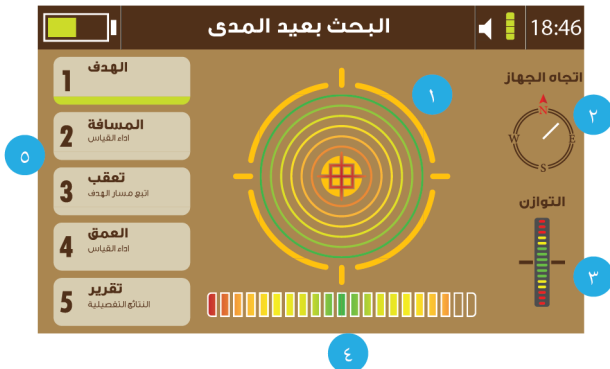 البحث بعيد المدى
18:46
1 الهدف
2 المسافة
اداء القياس
3 تعقب
اتبع مسار الهدف
4 العمق
اداء القياس
5 تقرير
النتائج التفصيلية
١
اتجاه الجهاز
٢
N
W E
S
التوازن
٣
٤
٥